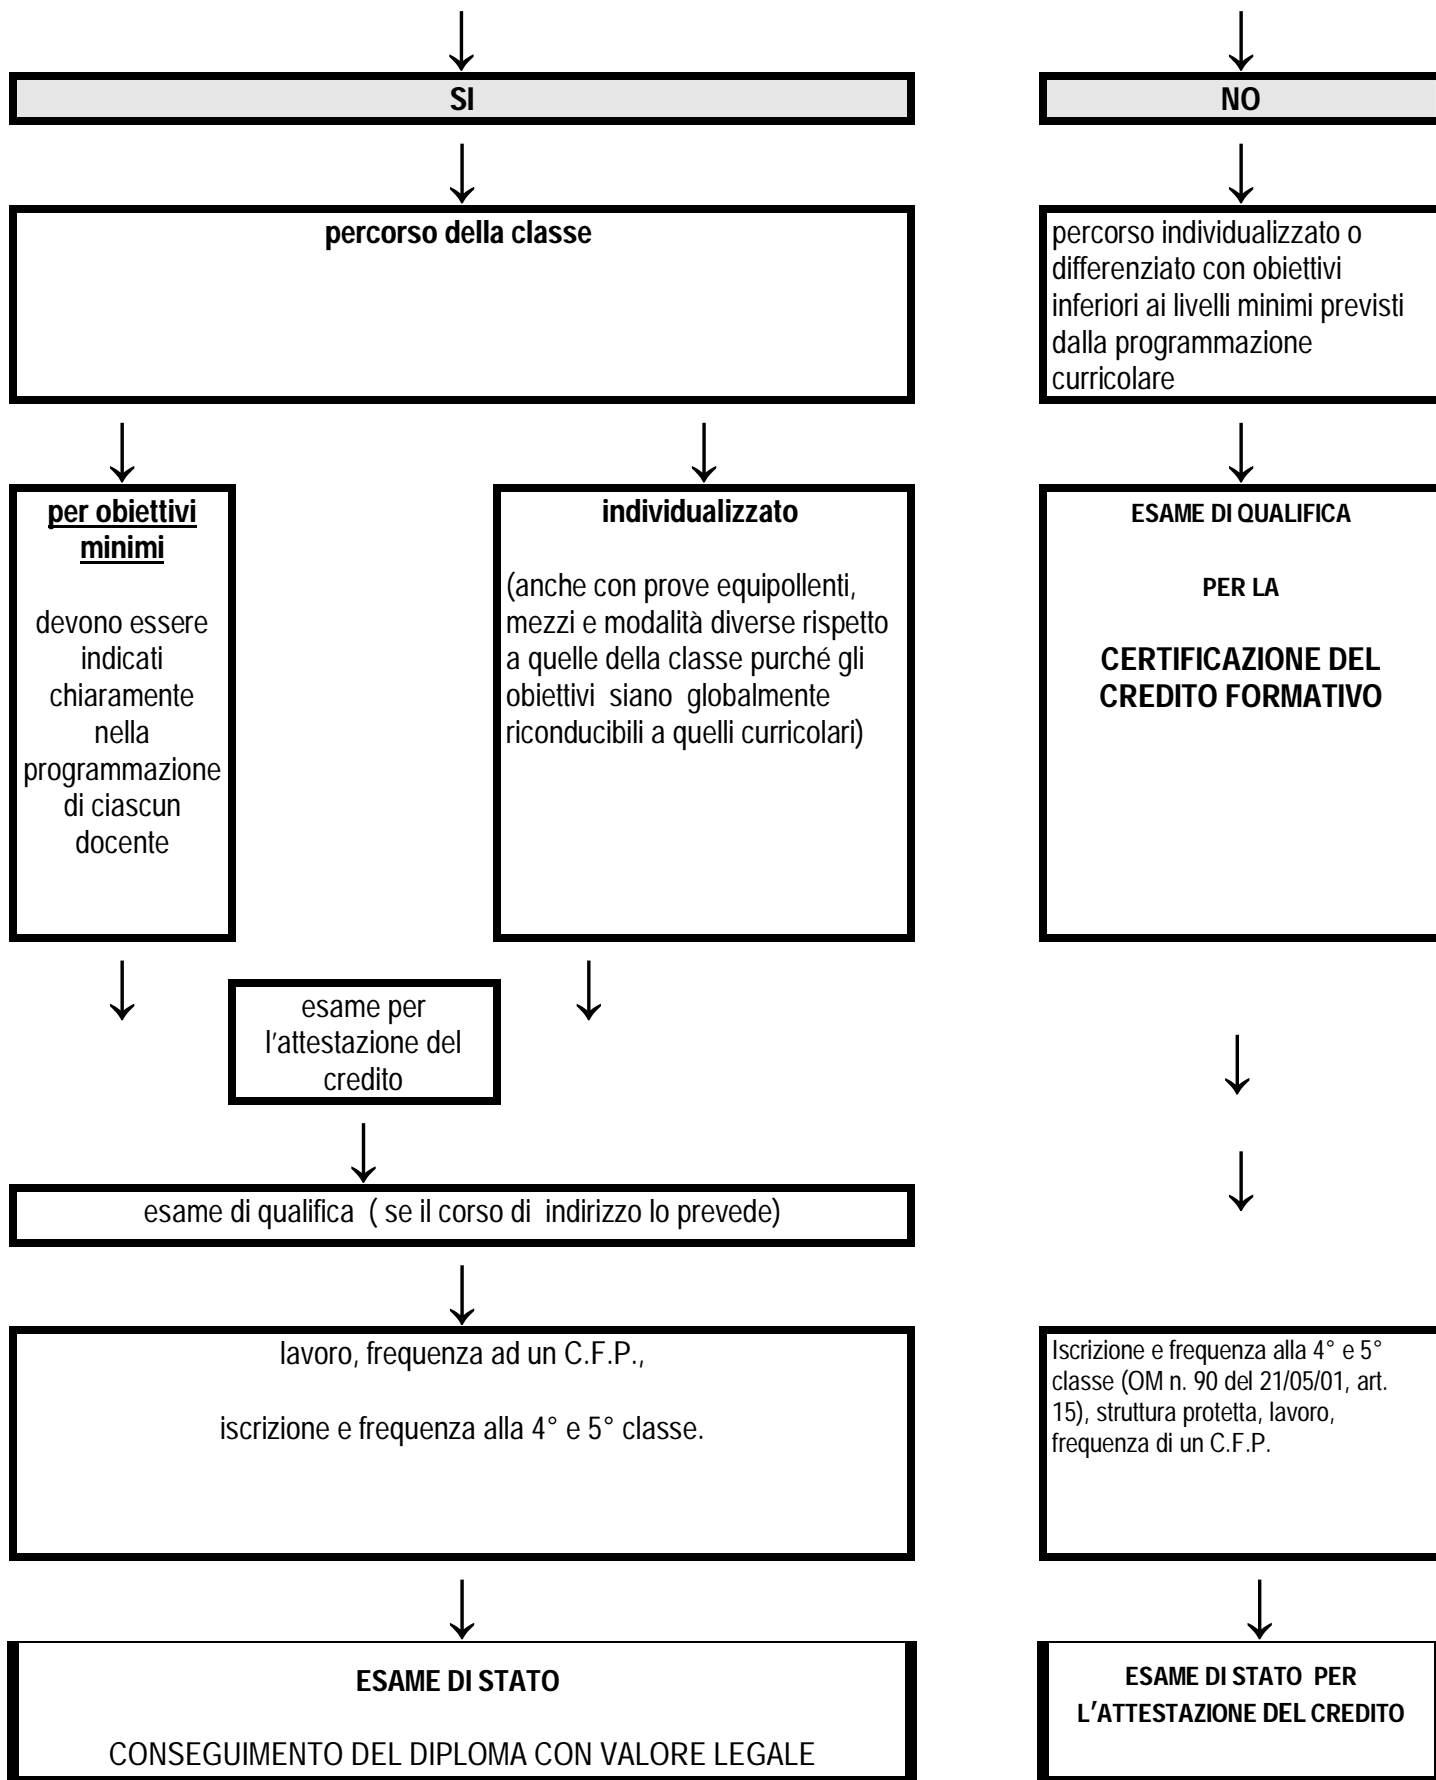 SI
NO
percorso della classe
percorso individualizzato o
differenziato con obiettivi
inferiori ai livelli minimi previsti
dalla programmazione
curricolare
per obiettivi
minimi
devono essere
indicati
chiaramente
nella
programmazione
di ciascun
docente
individualizzato
(anche con prove equipollenti,
mezzi e modalità diverse rispetto
a quelle della classe purché gli
obiettivi siano globalmente
riconducibili a quelli curricolari)
ESAME DI QUALIFICA
PER LA
CERTIFICAZIONE DEL
CREDITO FORMATIVO
esame per
l'attestazione del
credito
esame di qualifica ( se il corso di indirizzo lo prevede)
lavoro, frequenza ad un C.F.P.,
iscrizione e frequenza alla 4° e 5° classe.
Iscrizione e frequenza alla 4° e 5°
classe (OM n. 90 del 21/05/01, art.
15), struttura protetta, lavoro,
frequenza di un C.F.P.
ESAME DI STATO
CONSEGUIMENTO DEL DIPLOMA CON VALORE LEGALE
ESAME DI STATO PER
L'ATTESTAZIONE DEL CREDITO